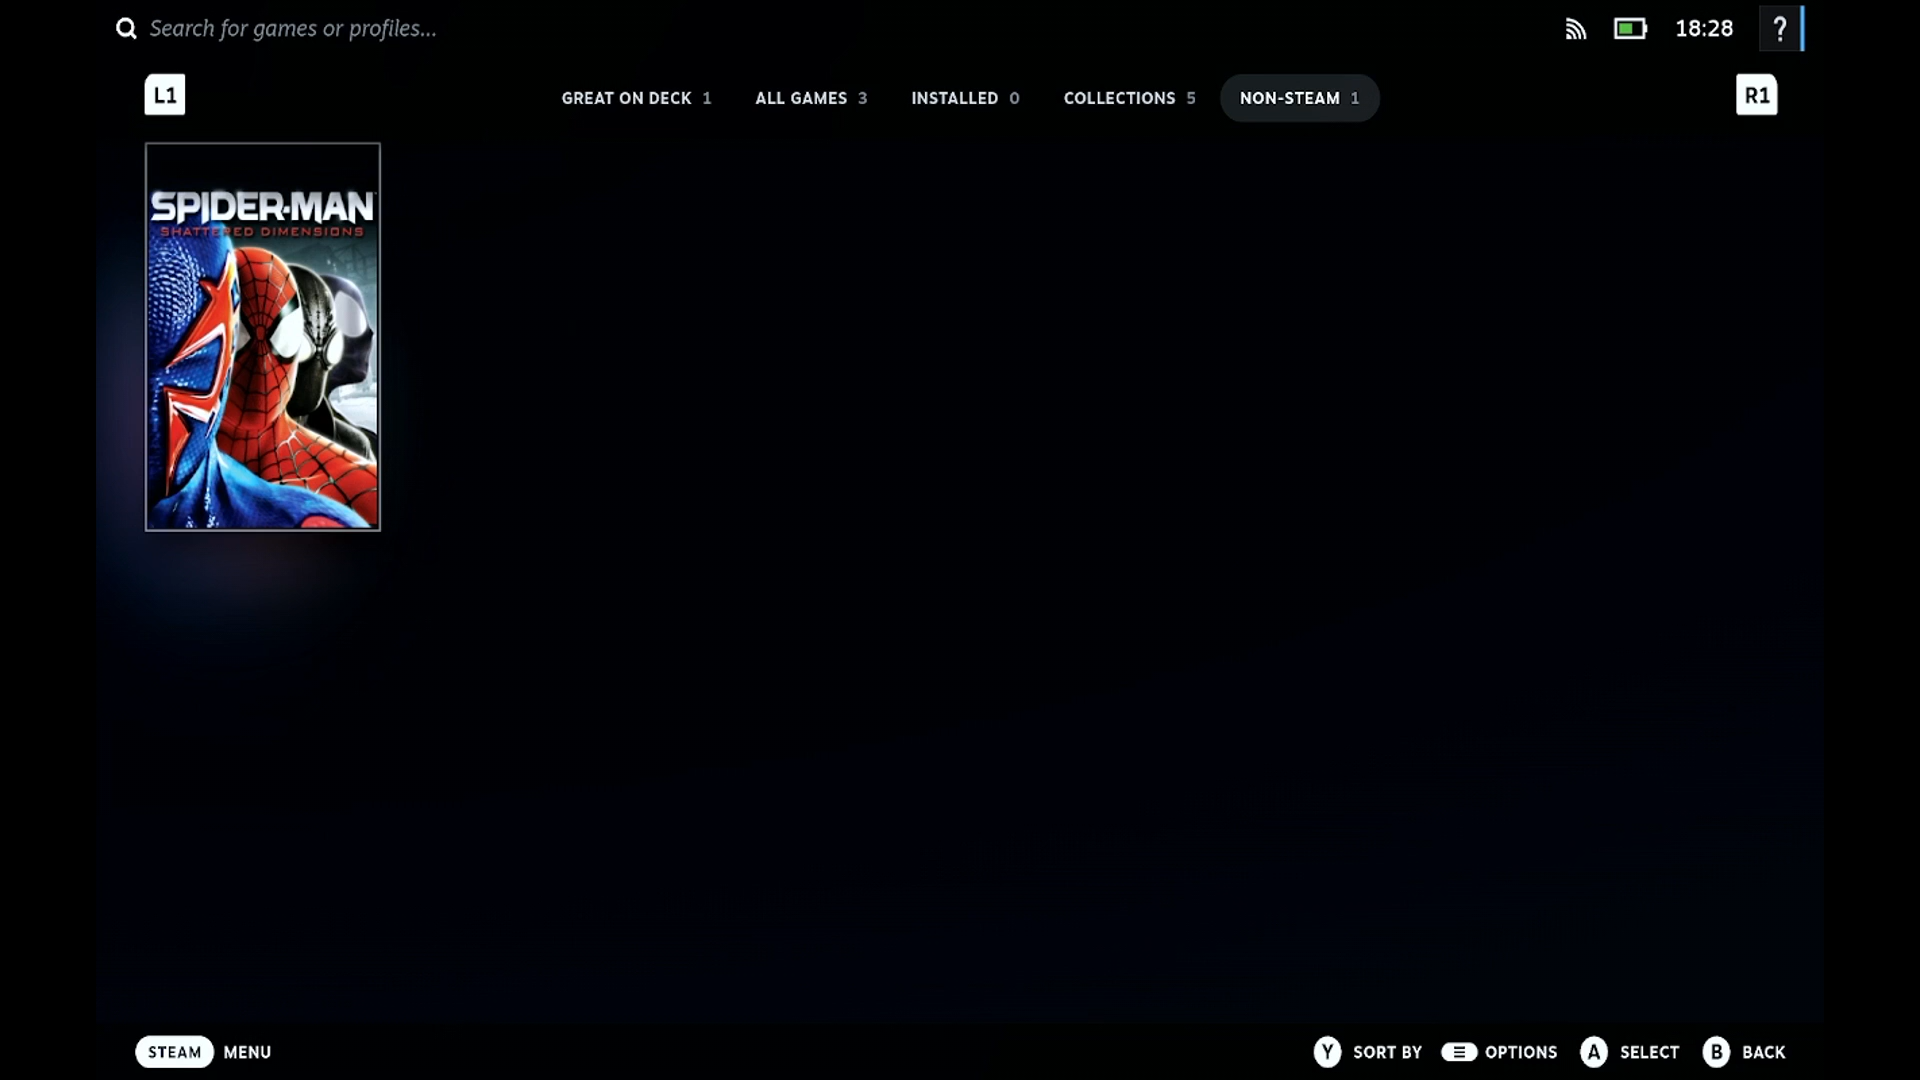 Search for games or profiles...
18:28
?
L1
GREAT ON DECK 1
ALL GAMES 3
INSTALLED 0
COLLECTIONS 5
NON-STEAM 1
R1
SPIDER-MAN
SHATTERED DIMENSIONS
STEAM MENU
Y SORT BY
OPTIONS
A SELECT
B BACK